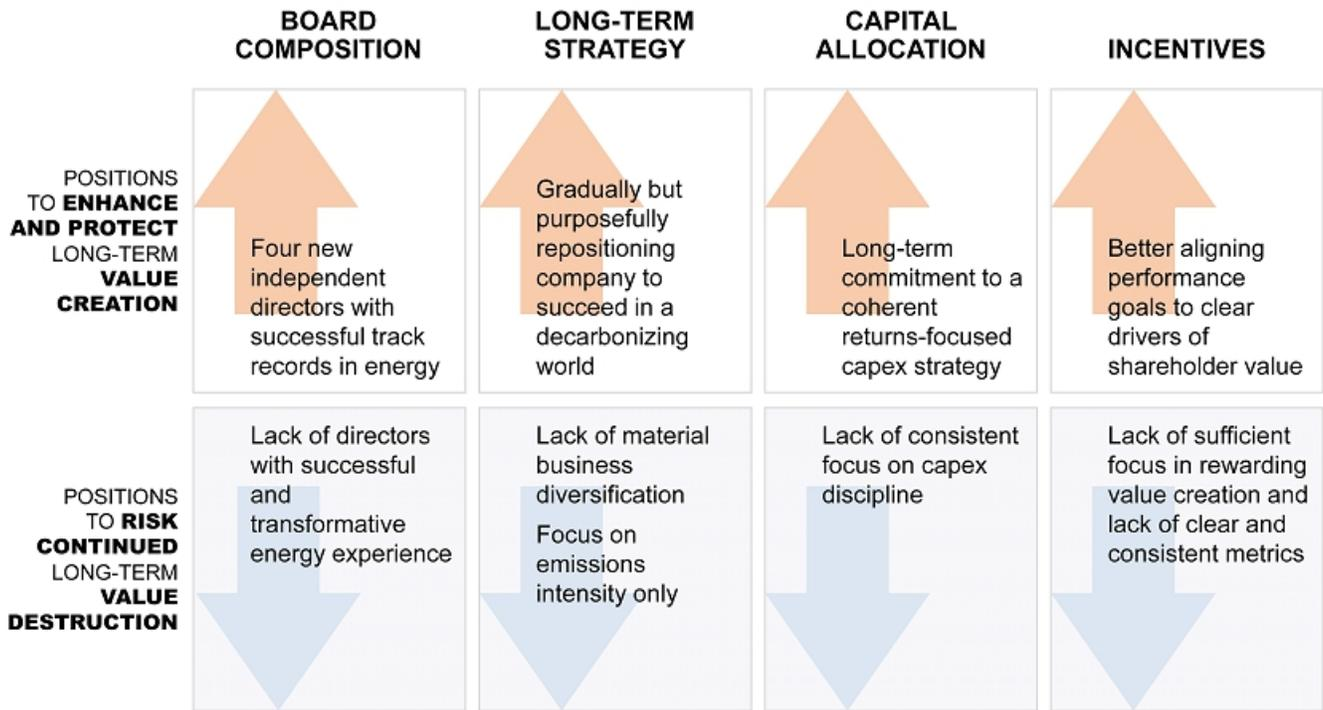 BOARD
COMPOSITION
LONG-TERM
STRATEGY
CAPITAL
ALLOCATION
INCENTIVES
POSITIONS
TO ENHANCE
AND PROTECT
LONG-TERM
VALUE
CREATION
Four new
independent
directors with
successful track
records in energy
Gradually but
purposefully
repositioning
company to
succeed in a
decarbonizing
world
Long-term
commitment to a
coherent
returns-focused
capex strategy
Better aligning
performance
goals to clear
drivers of
shareholder value
POSITIONS
TO RISK
CONTINUED
LONG-TERM
VALUE
DESTRUCTION
Lack of directors
with successful
and
transformative
energy experience
Lack of material
business
diversification
Focus on
emissions
intensity only
Lack of consistent
focus on capex
discipline
Lack of sufficient
focus in rewarding
value creation and
lack of clear and
consistent metrics